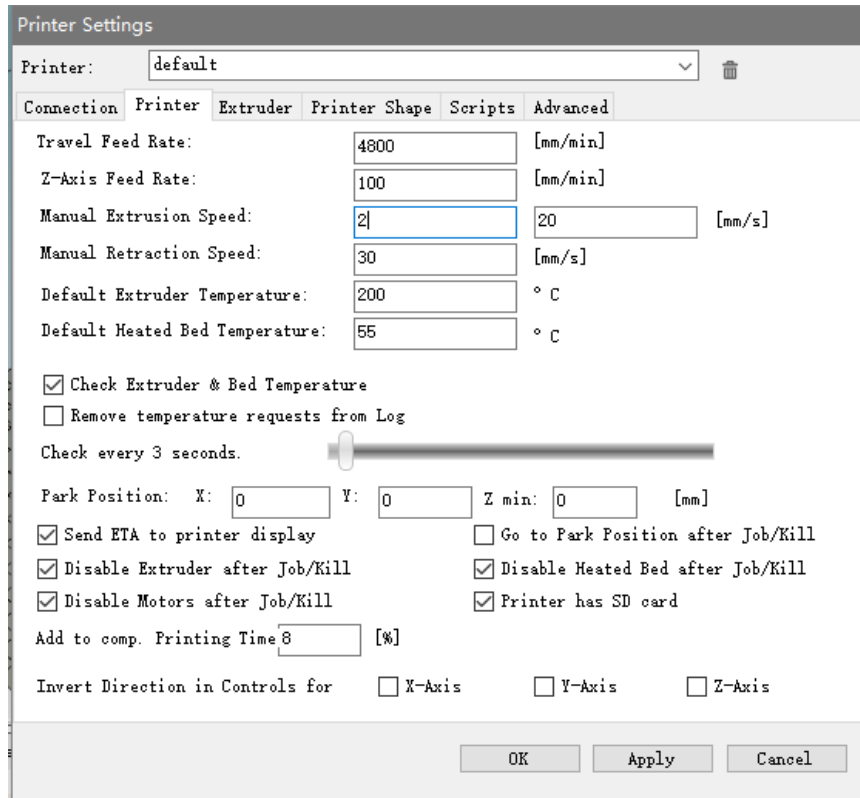 Printer Settings
Printer: default
Connection Printer Extruder Printer Shape Scripts Advanced
Travel Feed Rate: 4800 [mm/min]
Z-Axis Feed Rate: 100 [mm/min]
Manual Extrusion Speed: 2 20 [mm/s]
Manual Retraction Speed: 30 [mm/s]
Default Extruder Temperature: 200 ° C
Default Heated Bed Temperature: 55 ° C
Check Extruder & Bed Temperature
Remove temperature requests from Log
Check every 3 seconds.
Park Position: X: 0 Y: 0 Z min: 0 [mm]
Send ETA to printer display Go to Park Position after Job/Kill
Disable Extruder after Job/Kill Disable Heated Bed after Job/Kill
Disable Motors after Job/Kill Printer has SD card
Add to comp. Printing Time 8 [%]
Invert Direction in Controls for X-Axis Y-Axis Z-Axis
OK Apply Cancel